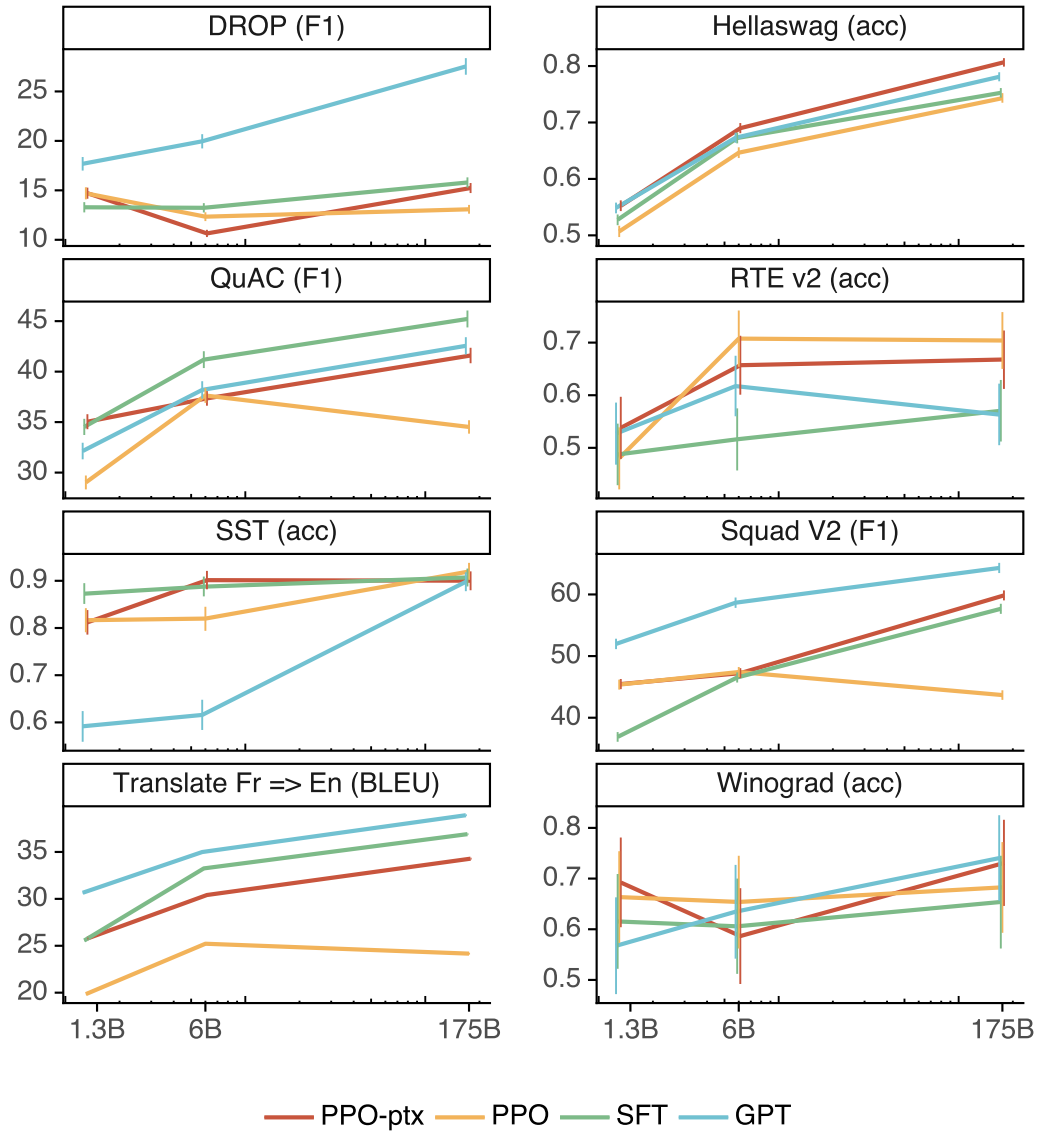 DROP (F1)
25
20
15
10
Hellaswag (acc)
0.8
0.7
0.6
0.5
QuAC (F1)
45
40
35
30
RTE v2 (acc)
0.7
0.6
0.5
SST (acc)
0.9
0.8
0.7
0.6
Squad V2 (F1)
60
50
40
Translate Fr => En (BLEU)
35
30
25
20
1.3B 6B 175B
Winograd (acc)
0.8
0.7
0.6
0.5
1.3B 6B 175B
PPO-ptx PPO SFT GPT